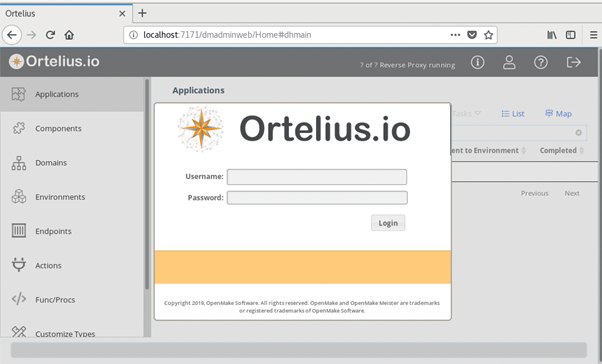 Ortelius
localhost:7171/dmadminweb/Home#dhmain
Ortelius.io
? of ? Reverse Proxy running
Applications
Applications
Components
Domains
Environments
Endpoints
Actions
Func/Procs
Customize Types
Tasks
List
Map
ent to Environment
Completed
Previous
Next
Ortelius.io
Username:
Password:
Login
Copyright 2019, OpenMake Software. All rights reserved. OpenMake and OpenMake Meister are trademarks
or registered trademarks of OpenMake Software.